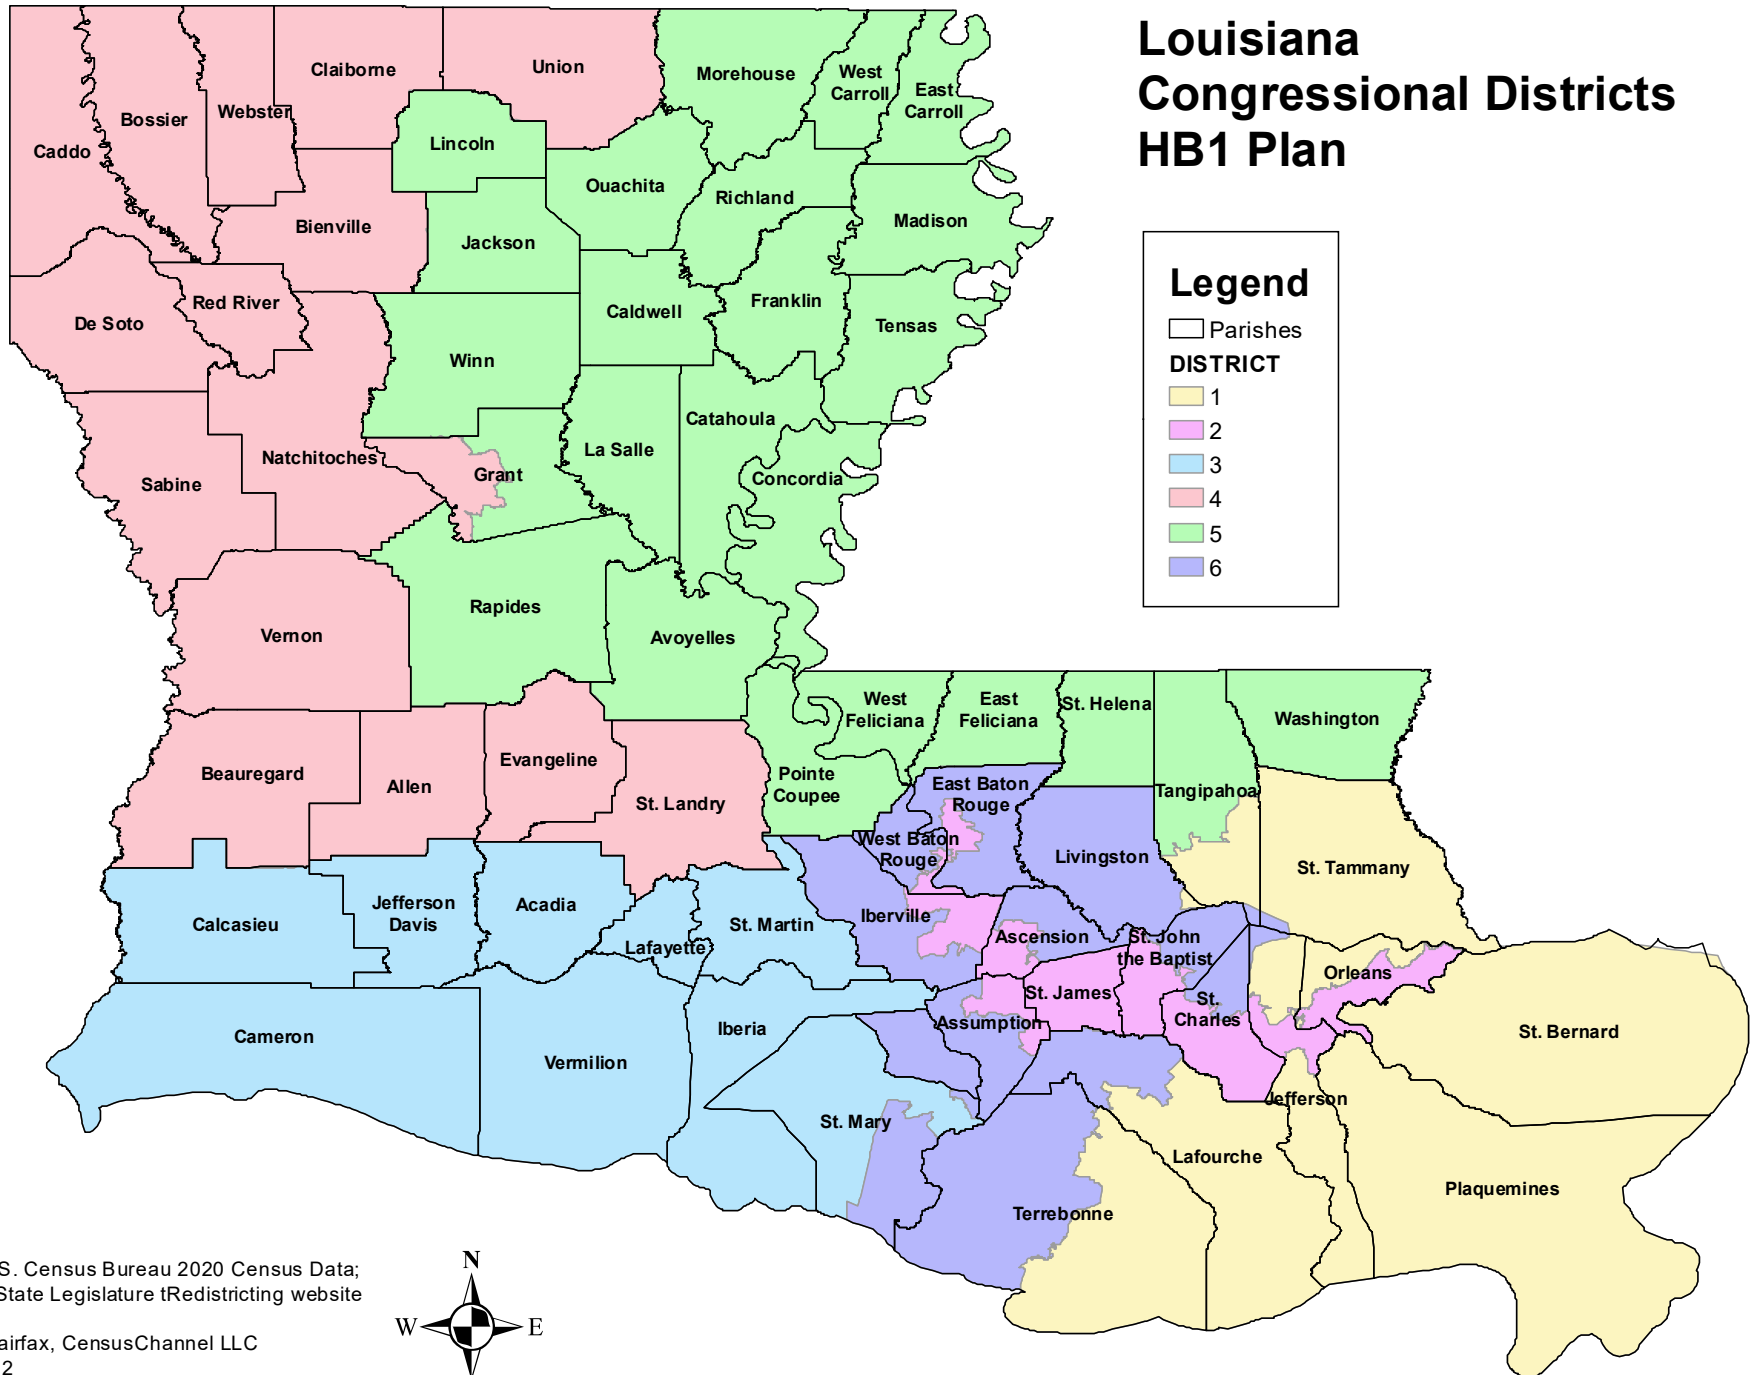 Louisiana
Congressional Districts
HB1 Plan
Legend
Parishes
DISTRICT
1
2
3
4
5
6
Caddo
Bossier
Webster
Claiborne
Union
Morehouse
West
Carroll
East
Carroll
Lincoln
Ouachita
Richland
Madison
Bienville
Jackson
De Soto
Red River
Caldwell
Franklin
Tensas
Winn
Natchitoches
Sabine
Grant
La Salle
Catahoula
Concordia
Vernon
Rapides
Avoyelles
Beauregard
Allen
Evangeline
St. Landry
Pointe
Coupee
West
Feliciana
East
Feliciana
St. Helena
Tangipahoa
Washington
East Baton
Rouge
West Baton
Rouge
Livingston
St. Tammany
Calcasieu
Jefferson
Davis
Acadia
Lafayette
St. Martin
Iberville
Ascension
St. John
the Baptist
Orleans
St. James
St.
Charles
Assumption
St. Bernard
Cameron
Vermilion
Iberia
St. Mary
Jefferson
Lafourche
Terrebonne
Plaquemines
S. Census Bureau 2020 Census Data;
State Legislature tRedistricting website
airfax, CensusChannel LLC
2
N
W
E